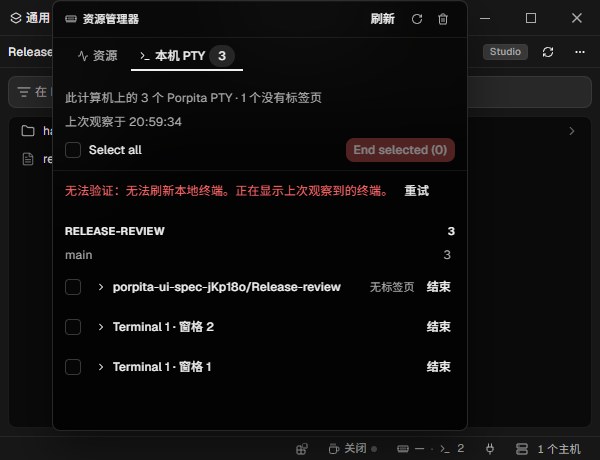 通用
资源管理器
刷新
Release
Studio
资源
本机 PTY
3
此计算机上的 3 个 Porpita PTY · 1 个没有标签页
上次观察于 20:59:34
Select all
End selected (0)
无法验证：无法刷新本地终端。正在显示上次观察到的终端。
重试
RELEASE-REVIEW
3
main
3
porpita-ui-spec-jKp18o/Release-review
无标签页
结束
Terminal 1 · 窗格 2
结束
Terminal 1 · 窗格 1
结束
关闭
2
1 个主机